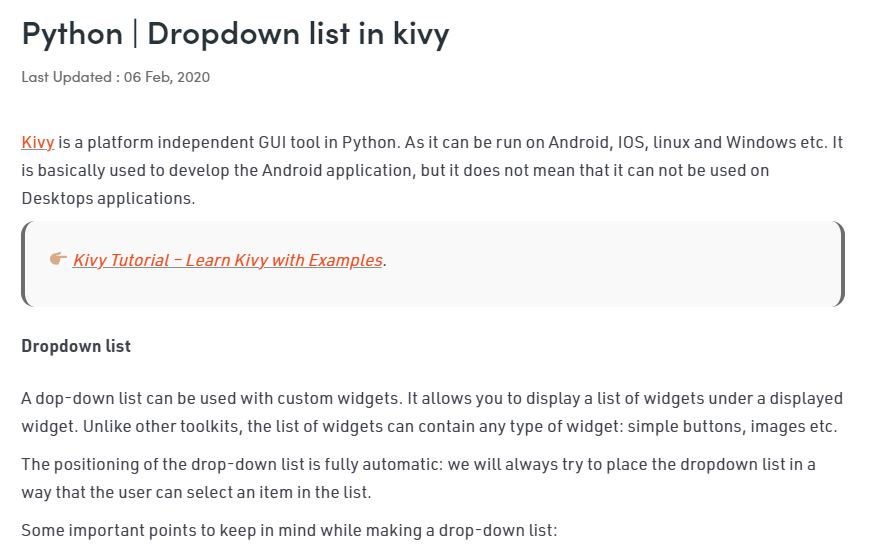 Python | Dropdown list in kivy
Last Updated : 06 Feb, 2020
Kivy is a platform independent GUI tool in Python. As it can be run on Android, IOS, linux and Windows etc. It
is basically used to develop the Android application, but it does not mean that it can not be used on
Desktops applications.
Kivy Tutorial – Learn Kivy with Examples.
Dropdown list
A dop-down list can be used with custom widgets. It allows you to display a list of widgets under a displayed
widget. Unlike other toolkits, the list of widgets can contain any type of widget: simple buttons, images etc.
The positioning of the drop-down list is fully automatic: we will always try to place the dropdown list in a
way that the user can select an item in the list.
Some important points to keep in mind while making a drop-down list: